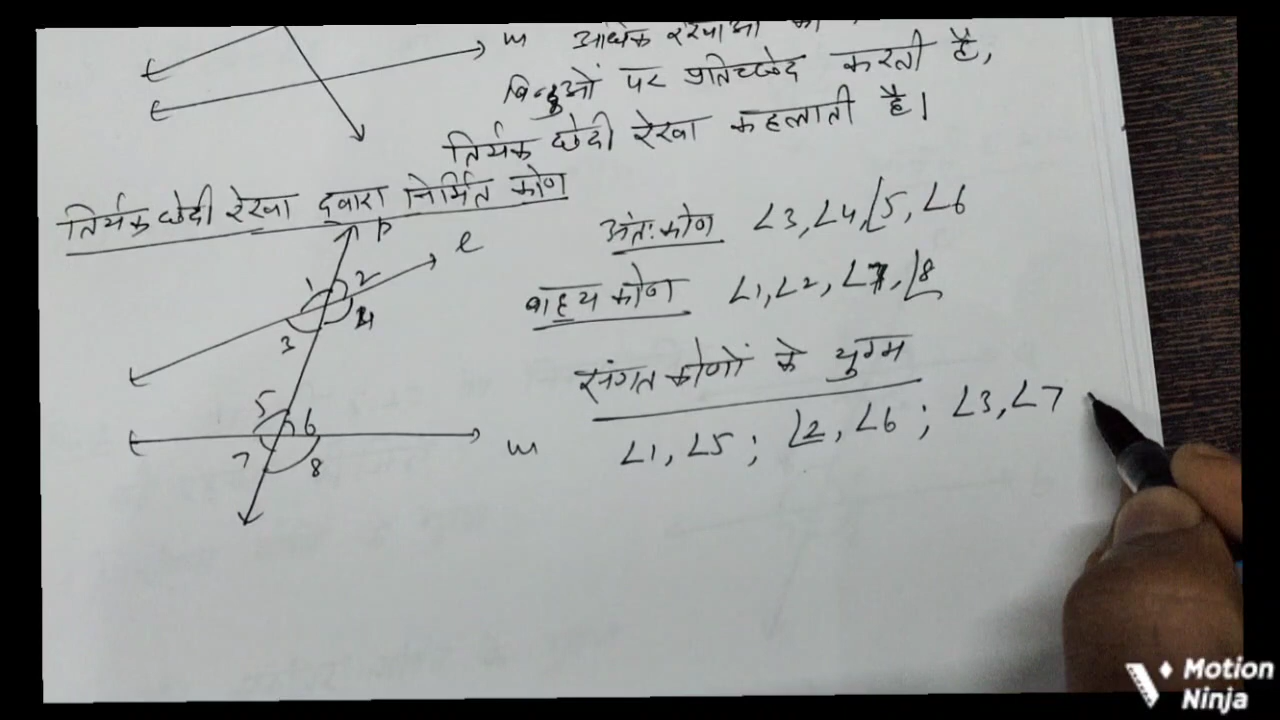 m अधिक रेखाओं को
बिन्दुओं पर प्रतिच्छेद करती है,
तिर्यक छेदी रेखा कहलाती है।
तिर्यक छेदी रेखा द्वारा निर्मित कोण
p
l
1 2
3 4
5 6
7 8
m
अंतःकोण ∠3, ∠4, ∠5, ∠6
वाह्य कोण ∠1, ∠2, ∠7, ∠8
संगत कोणों के युग्म
∠1, ∠5 ; ∠2, ∠6 ; ∠3, ∠7
Motion
Ninja